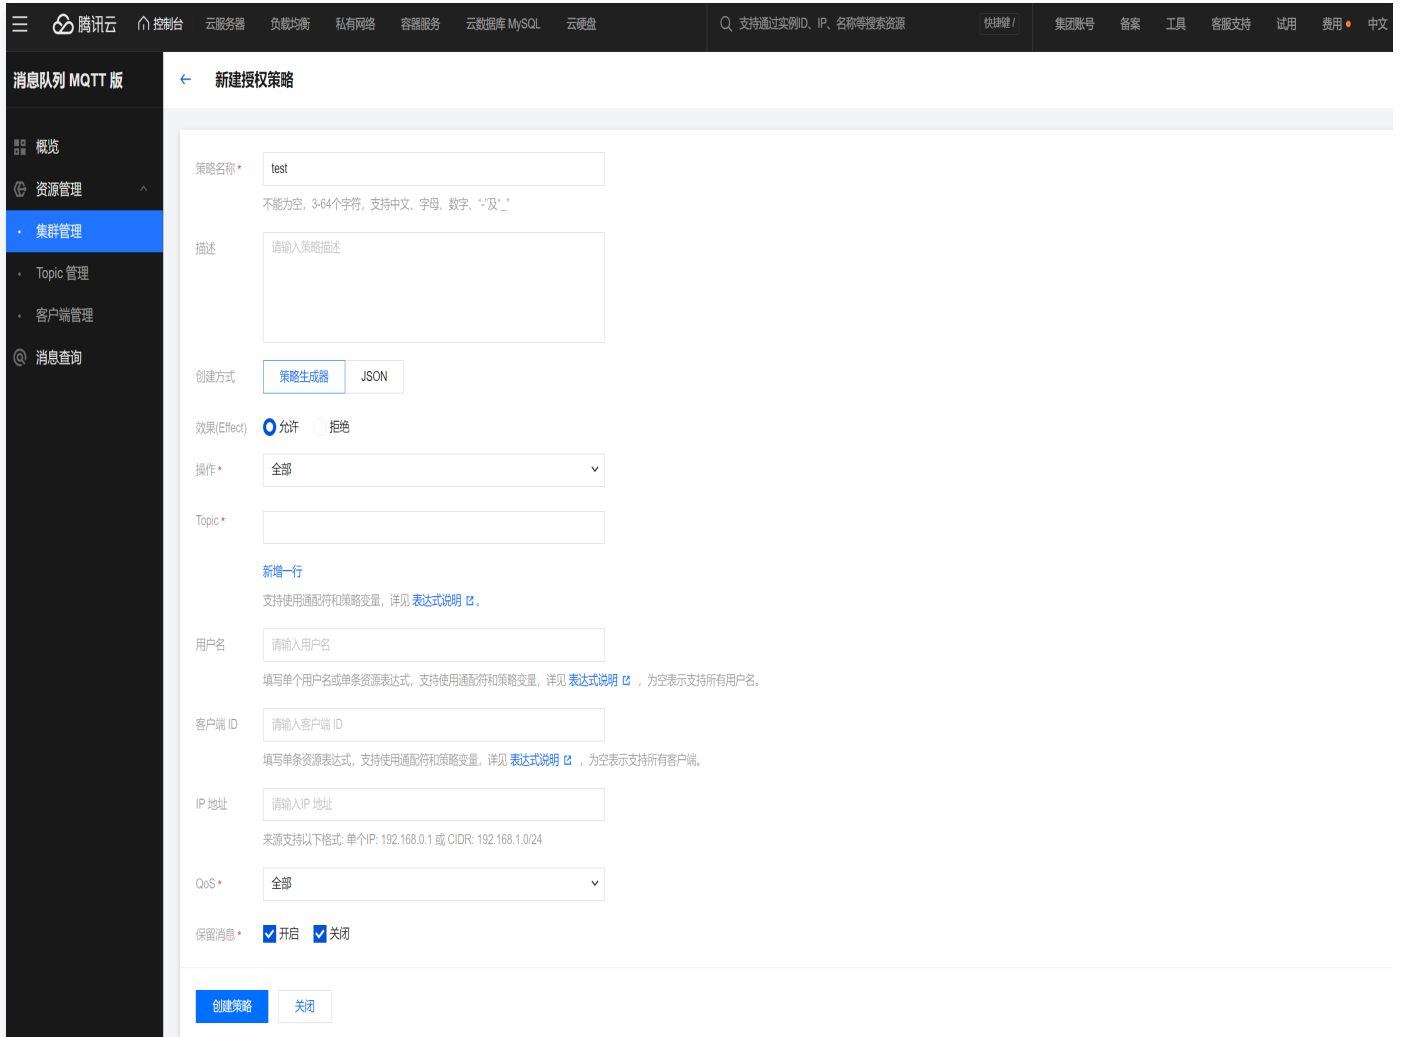 腾讯云 控制台 云服务器 负载均衡 私有网络 容器服务 云数据库 MySQL 云硬盘 支持通过实例ID、IP、名称等搜索资源 快捷键 / 集团账号 备案 工具 客服支持 试用 费用 中文
消息队列 MQTT 版
新建授权策略
概览
资源管理
集群管理
Topic 管理
客户端管理
消息查询
策略名称 * test
不能为空，3-64个字符，支持中文、字母、数字、“-”及“_”
描述 请输入策略描述
创建方式 策略生成器 JSON
效果(Effect) 允许 拒绝
操作 * 全部
Topic *
新增一行
支持使用通配符和策略变量，详见 表达式说明 。
用户名 请输入用户名
填写单个用户名或单条资源表达式，支持使用通配符和策略变量，详见 表达式说明 ，为空表示支持所有用户名。
客户端 ID 请输入客户端 ID
填写单条资源表达式，支持使用通配符和策略变量，详见 表达式说明 ，为空表示支持所有客户端。
IP 地址 请输入IP 地址
来源支持以下格式: 单个IP: 192.168.0.1 或 CIDR: 192.168.1.0/24
QoS * 全部
保留消息 * 开启 关闭
创建策略 关闭